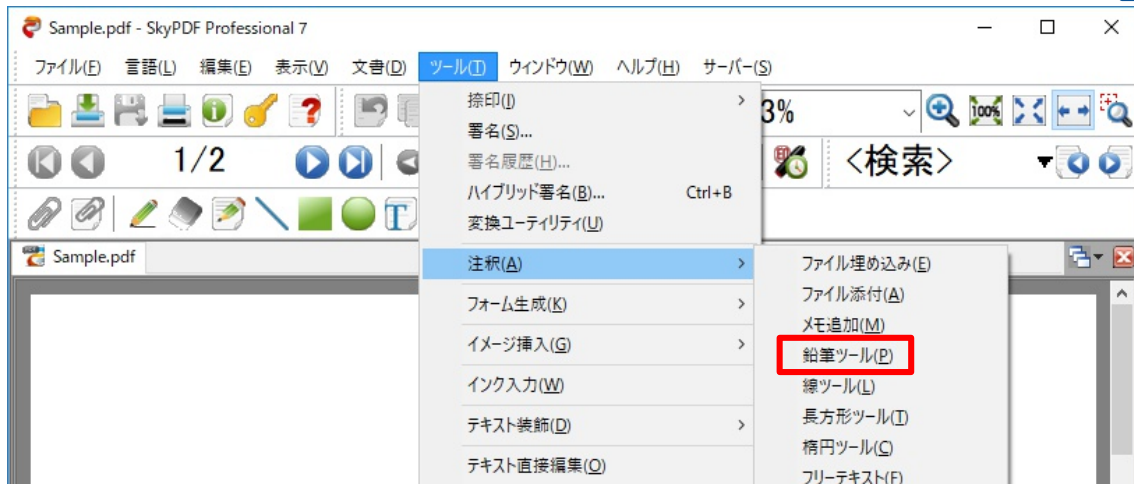 Sample.pdf - SkyPDF Professional 7
ファイル(F) 言語(L) 編集(E) 表示(V) 文書(D) ツール(T) ウィンドウ(W) ヘルプ(H) サーバー(S)
捺印(J)
3%
100%
署名(S)...
1/2
署名履歴(H)...
<検索>
ハイブリッド署名(B)... Ctrl+B
T
変換ユーティリティ(U)
Sample.pdf
注釈(A)
フォーム生成(K)
イメージ挿入(G)
インク入力(W)
テキスト装飾(D)
テキスト直接編集(O)
ファイル埋め込み(E)
ファイル添付(A)
メモ追加(M)
鉛筆ツール(P)
線ツール(L)
長方形ツール(T)
楕円ツール(C)
フリーテキスト(F)